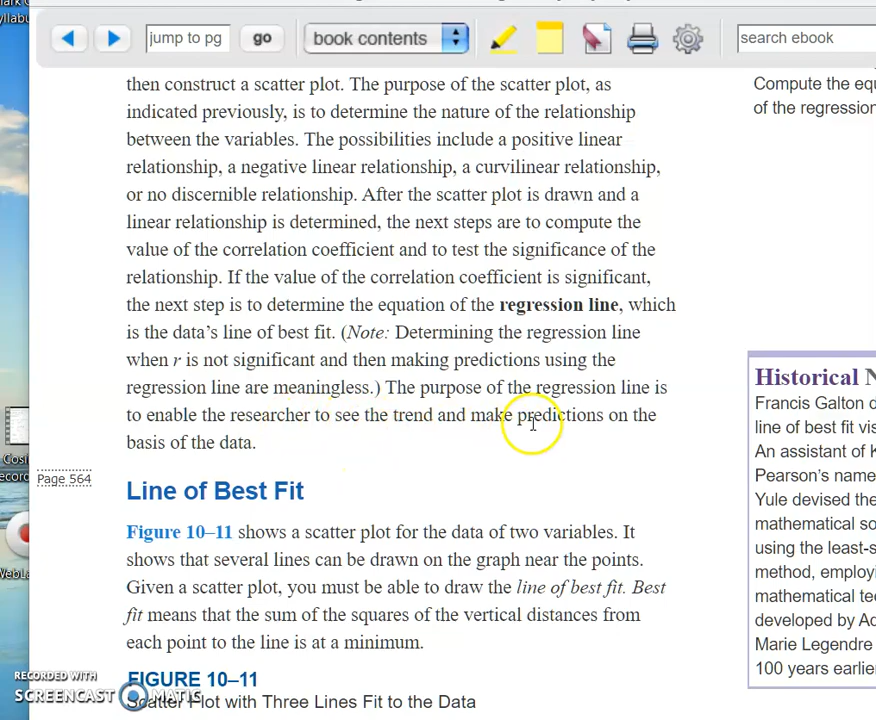 jump to pg
go
book contents
search ebook
then construct a scatter plot. The purpose of the scatter plot, as
indicated previously, is to determine the nature of the relationship
between the variables. The possibilities include a positive linear
relationship, a negative linear relationship, a curvilinear relationship,
or no discernible relationship. After the scatter plot is drawn and a
linear relationship is determined, the next steps are to compute the
value of the correlation coefficient and to test the significance of the
relationship. If the value of the correlation coefficient is significant,
the next step is to determine the equation of the regression line, which
is the data's line of best fit. (Note: Determining the regression line
when r is not significant and then making predictions using the
regression line are meaningless.) The purpose of the regression line is
to enable the researcher to see the trend and make predictions on the
basis of the data.
Page 564
Line of Best Fit
Figure 10–11 shows a scatter plot for the data of two variables. It
shows that several lines can be drawn on the graph near the points.
Given a scatter plot, you must be able to draw the line of best fit. Best
fit means that the sum of the squares of the vertical distances from
each point to the line is at a minimum.
FIGURE 10–11
Scatter Plot with Three Lines Fit to the Data
Compute the equ
of the regression
Historical N
Francis Galton d
line of best fit vis
An assistant of K
Pearson's name
Yule devised the
mathematical so
using the least-s
method, employi
mathematical te
developed by Ad
Marie Legendre
100 years earlier
RECORDED WITH
SCREENCAST MATIC